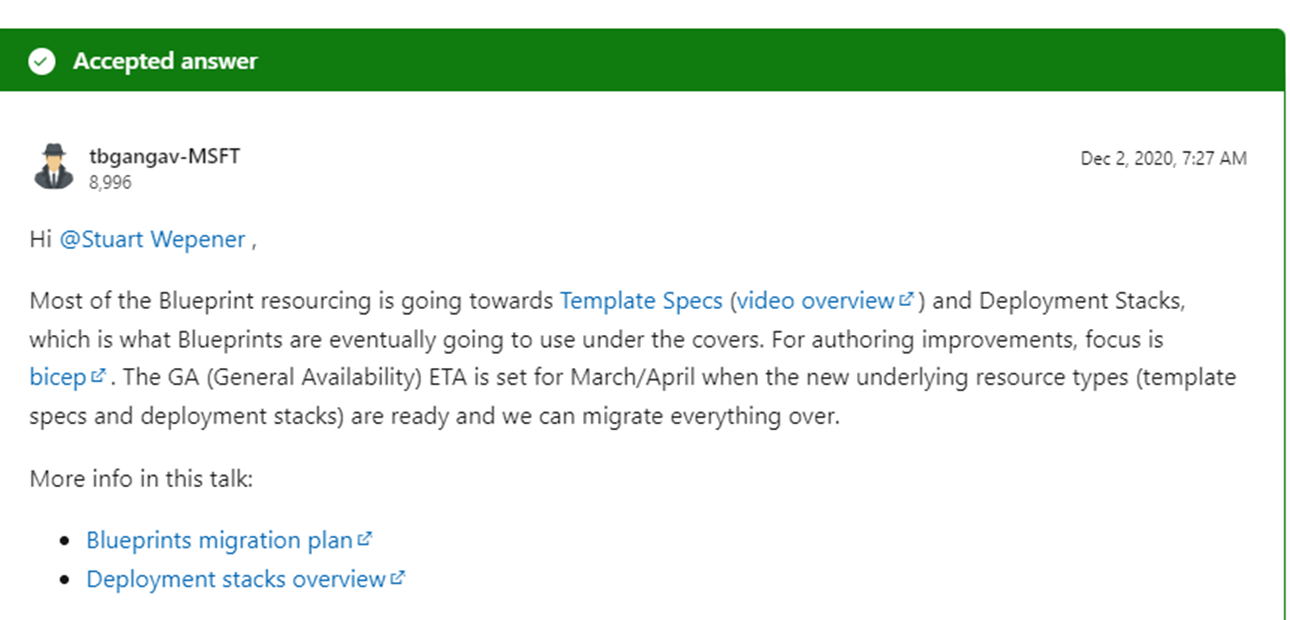 Accepted answer
tbgangav-MSFT
8,996
Dec 2, 2020, 7:27 AM
Hi @Stuart Wepener ,
Most of the Blueprint resourcing is going towards Template Specs (video overview ) and Deployment Stacks,
which is what Blueprints are eventually going to use under the covers. For authoring improvements, focus is
bicep . The GA (General Availability) ETA is set for March/April when the new underlying resource types (template
specs and deployment stacks) are ready and we can migrate everything over.
More info in this talk:
• Blueprints migration plan
• Deployment stacks overview